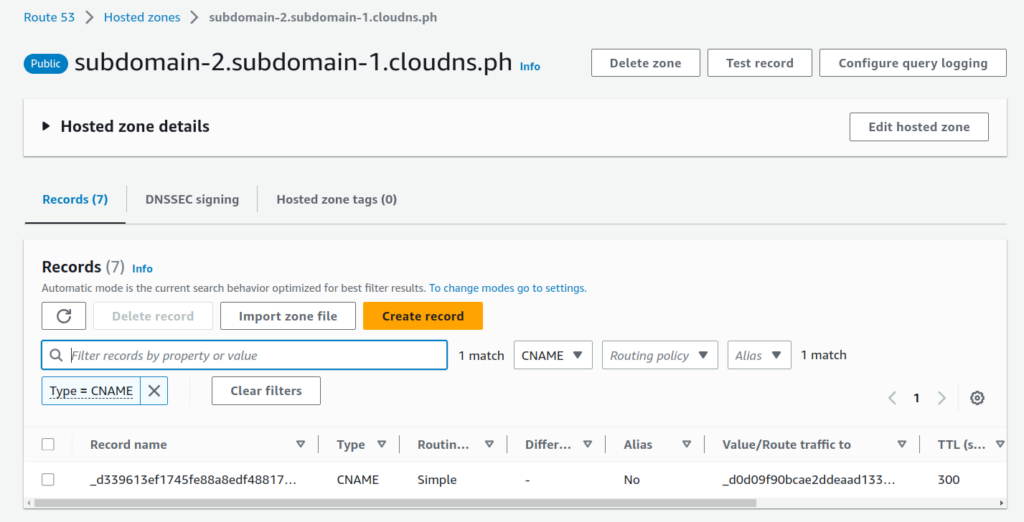 Route 53 > Hosted zones > subdomain-2.subdomain-1.cloudns.ph
Public subdomain-2.subdomain-1.cloudns.ph Info Delete zone Test record Configure query logging
Hosted zone details Edit hosted zone
Records (7) DNSSEC signing Hosted zone tags (0)
Records (7) Info
Automatic mode is the current search behavior optimized for best filter results. To change modes go to settings.
Delete record Import zone file Create record
Filter records by property or value 1 match CNAME Routing policy Alias 1 match
Type = CNAME Clear filters
1
Record name Type Routin... Differ... Alias Value/Route traffic to TTL (s...
_d339613ef1745fe88a8edf48817... CNAME Simple - No _d0d09f90bcae2ddeaad133... 300